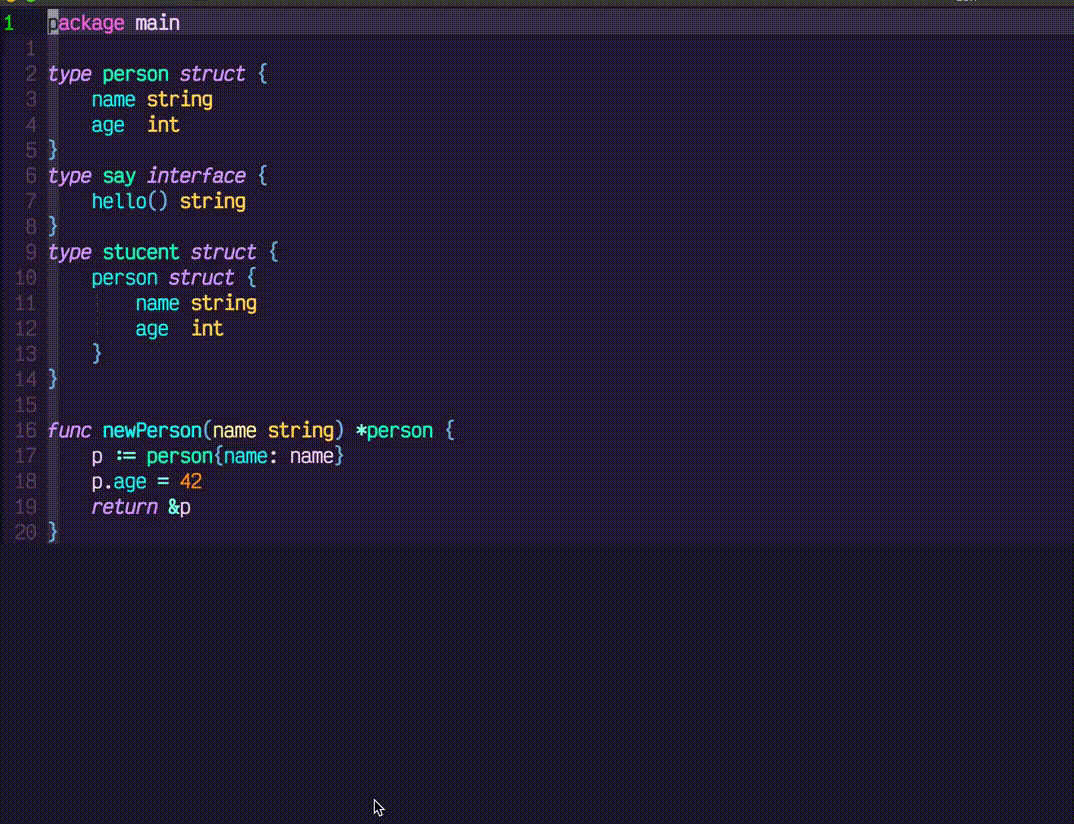 1 package main
1
2 type person struct {
3     name string
4     age  int
5 }
6 type say interface {
7     hello() string
8 }
9 type stucent struct {
10     person struct {
11         name string
12         age  int
13     }
14 }
15
16 func newPerson(name string) *person {
17     p := person{name: name}
18     p.age = 42
19     return &p
20 }